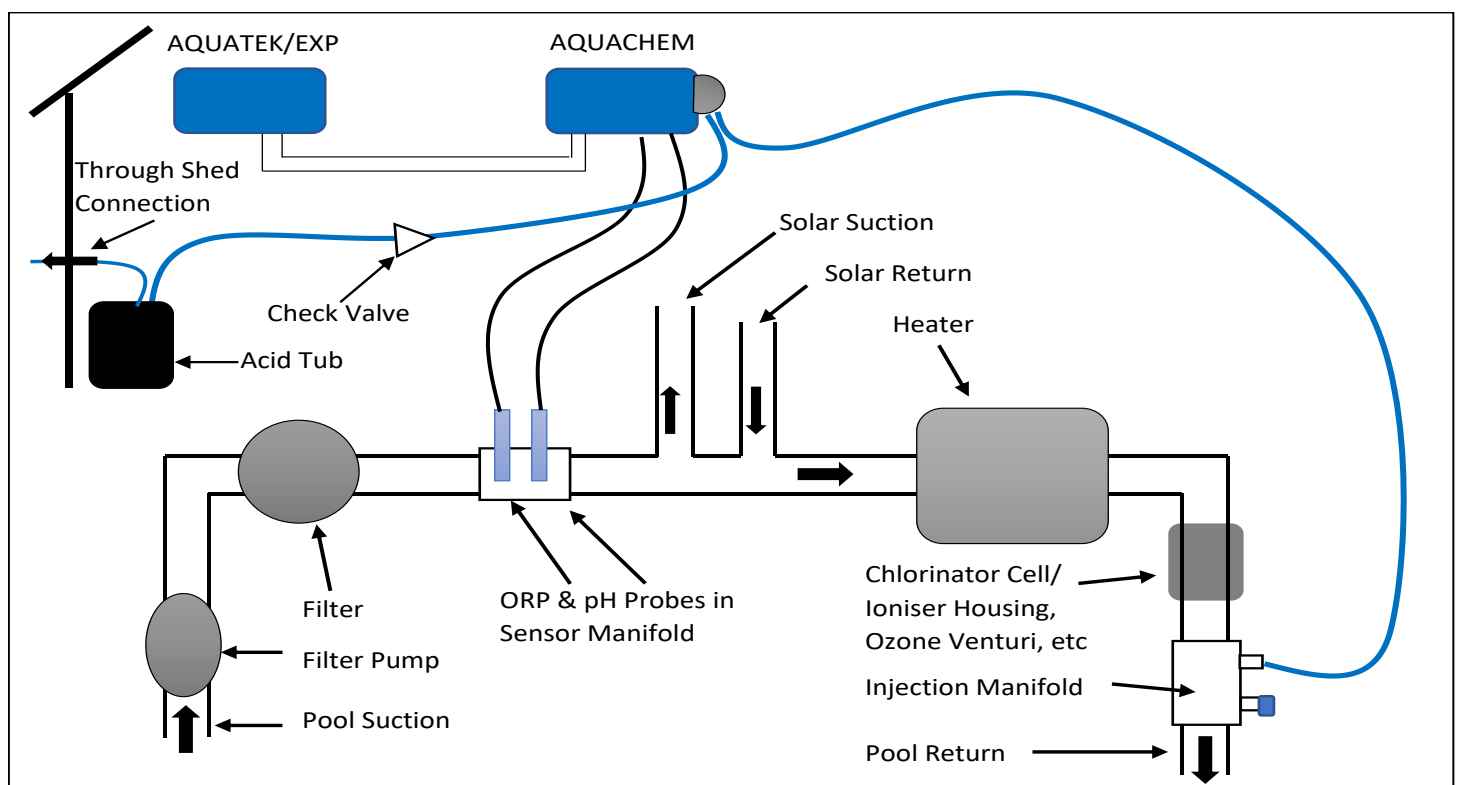 AQUATEK/EXP
AQUACHEM
Through Shed
Connection
Solar Suction
Solar Return
Check Valve
Heater
Acid Tub
Filter
ORP & pH Probes in
Sensor Manifold
Chlorinator Cell/
Ioniser Housing,
Ozone Venturi, etc
Filter Pump
Injection Manifold
Pool Suction
Pool Return